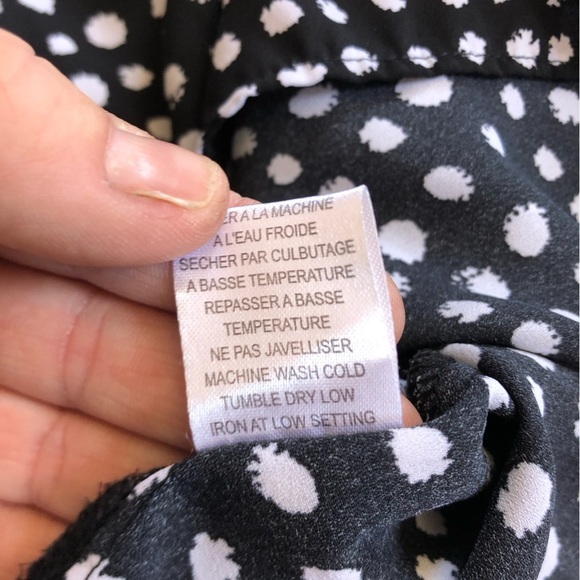 A LA MACHINE
A L'EAU FROIDE
SECHER PAR CULBUTAGE
A BASSE TEMPERATURE
REPASSER A BASSE
TEMPERATURE
NE PAS JAVELLISER
MACHINE WASH COLD
TUMBLE DRY LOW
IRON AT LOW SETTING